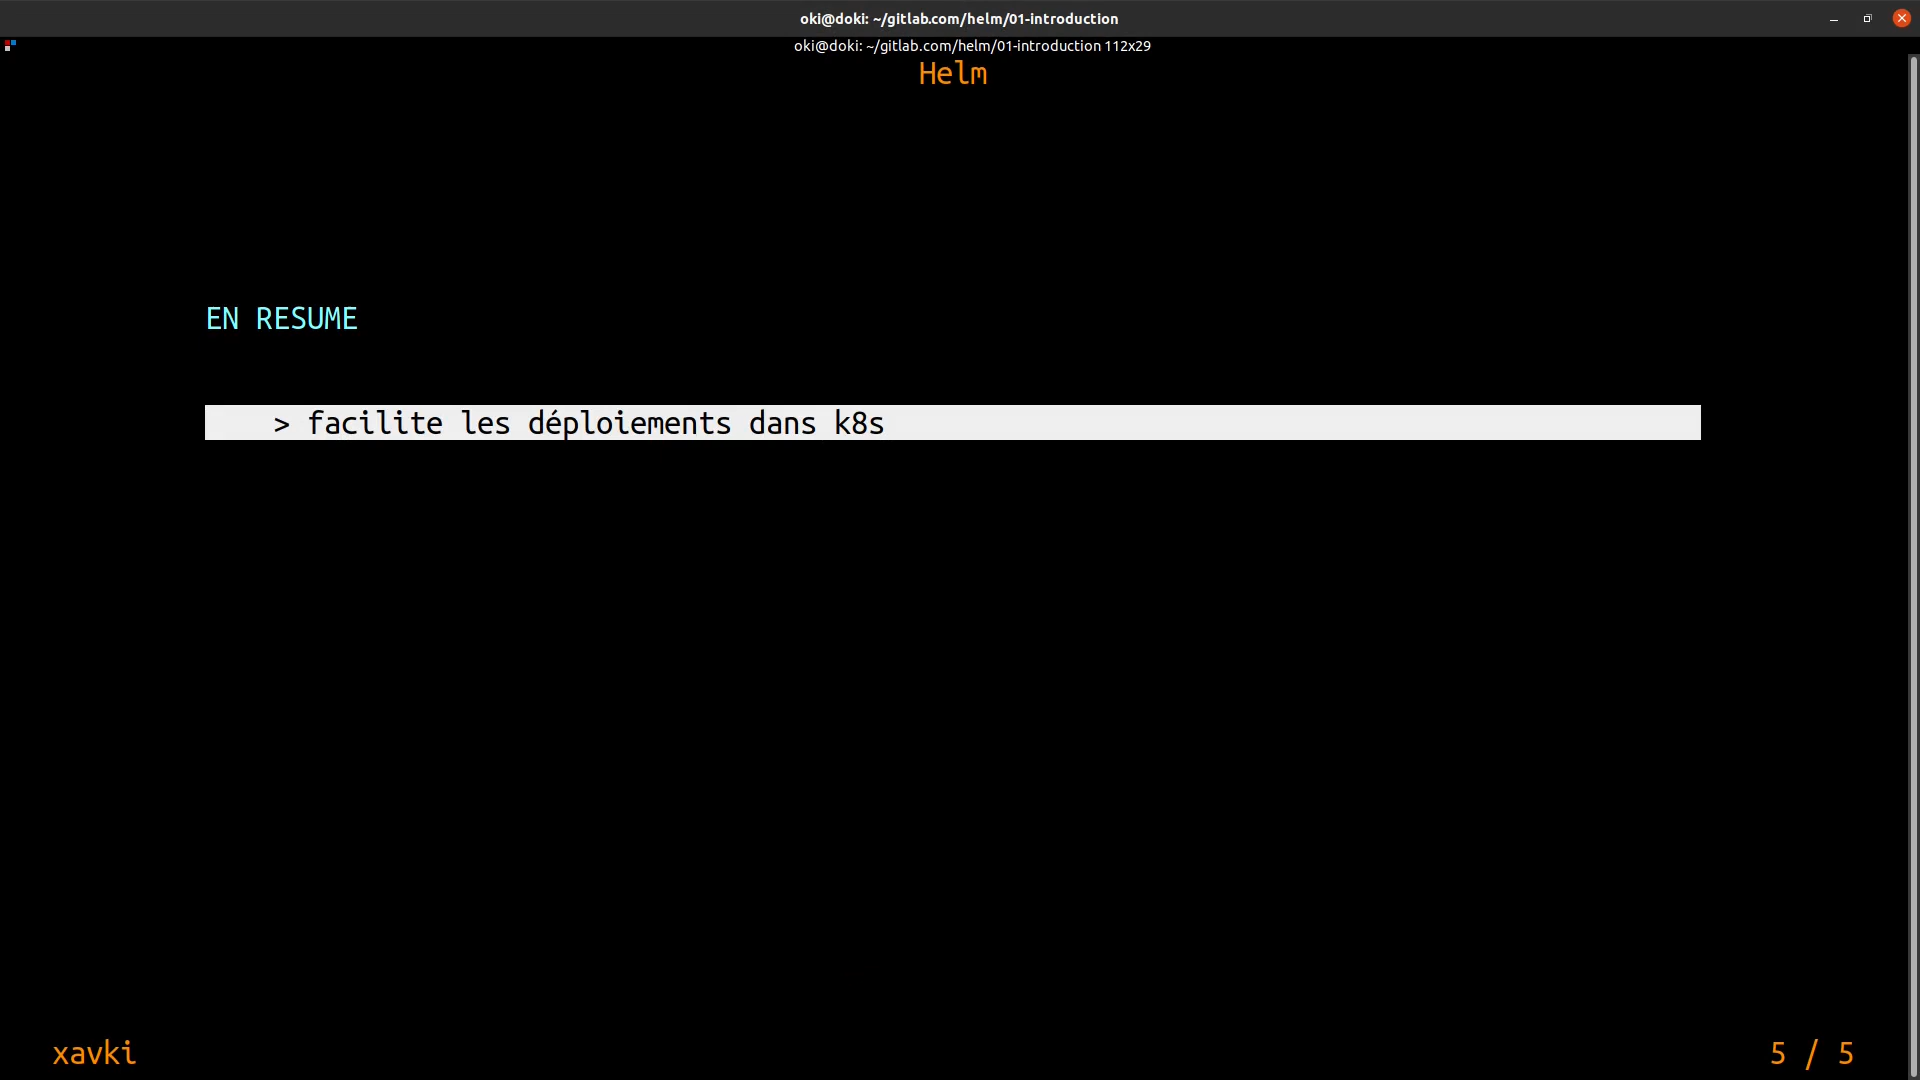 oki@doki: ~/gitlab.com/helm/01-introduction
oki@doki: ~/gitlab.com/helm/01-introduction 112x29
Helm
EN RESUME
> facilite les déploiements dans k8s
xavki
5 / 5